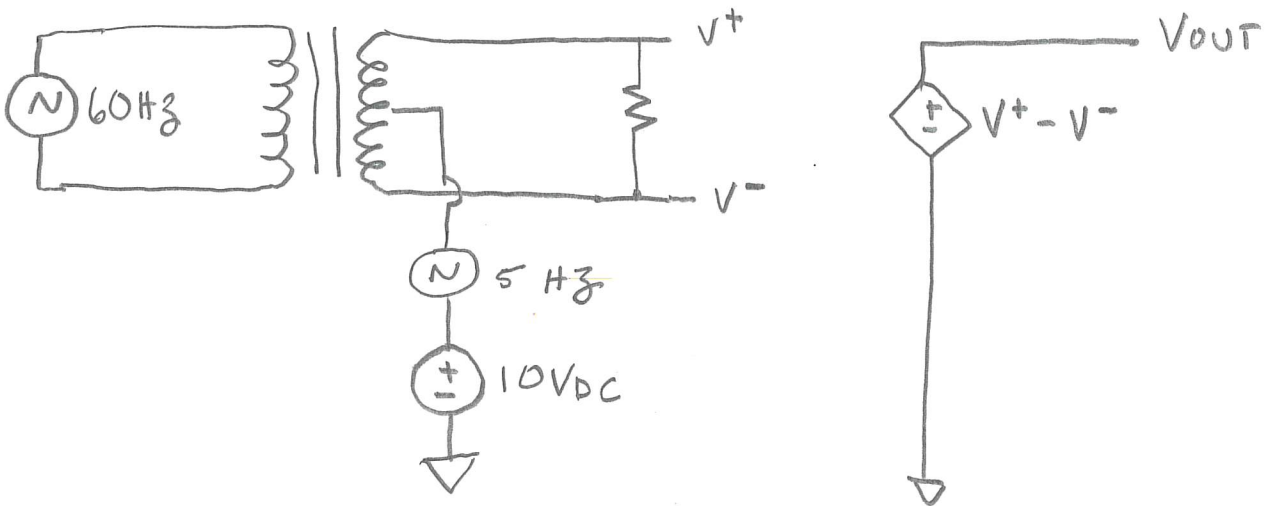 V+
VOUT
60Hz
+
-
V+ - V-
V-
5 Hz
+
-
10VDC